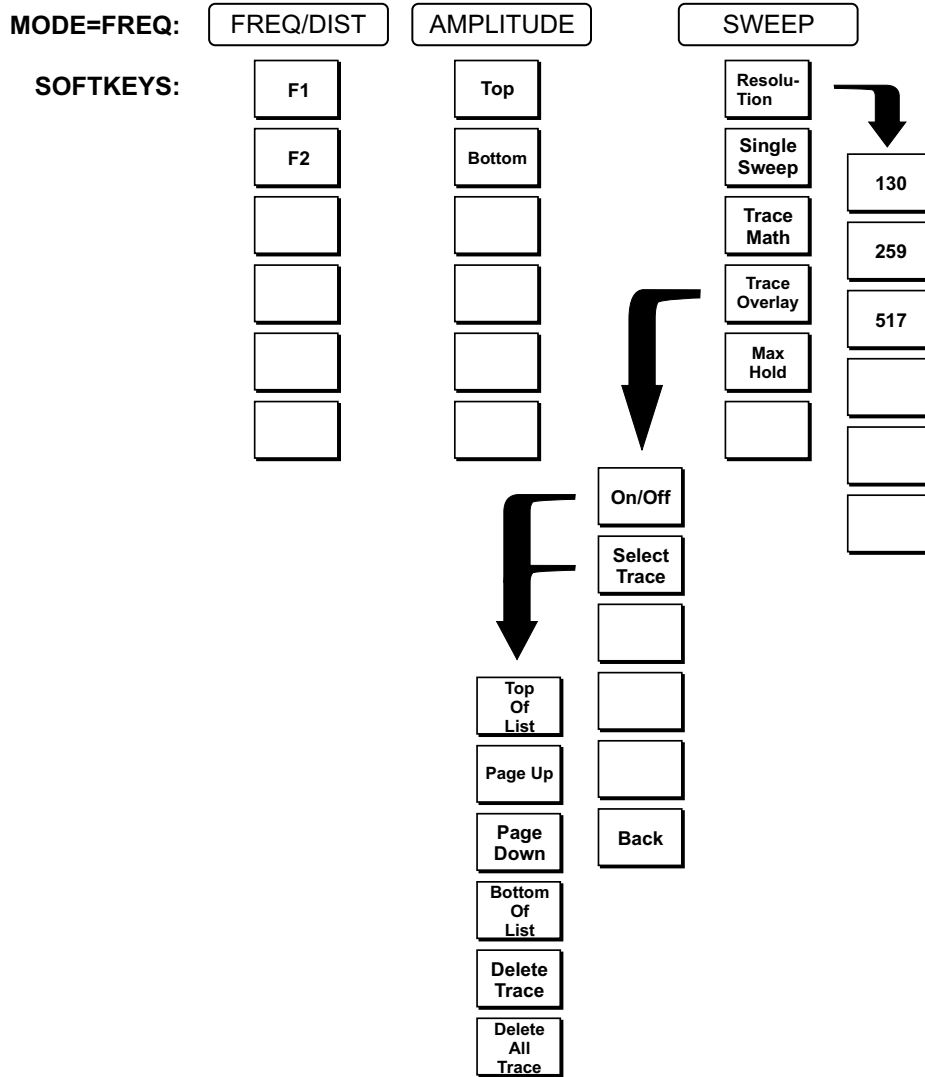 MODE=FREQ:
FREQ/DIST
AMPLITUDE
SWEEP
SOFTKEYS:
F1
F2
Top
Bottom
Resolu-
Tion
Single
Sweep
Trace
Math
Trace
Overlay
Max
Hold
130
259
517
On/Off
Select
Trace
Back
Top
Of
List
Page Up
Page
Down
Bottom
Of
List
Delete
Trace
Delete
All
Trace